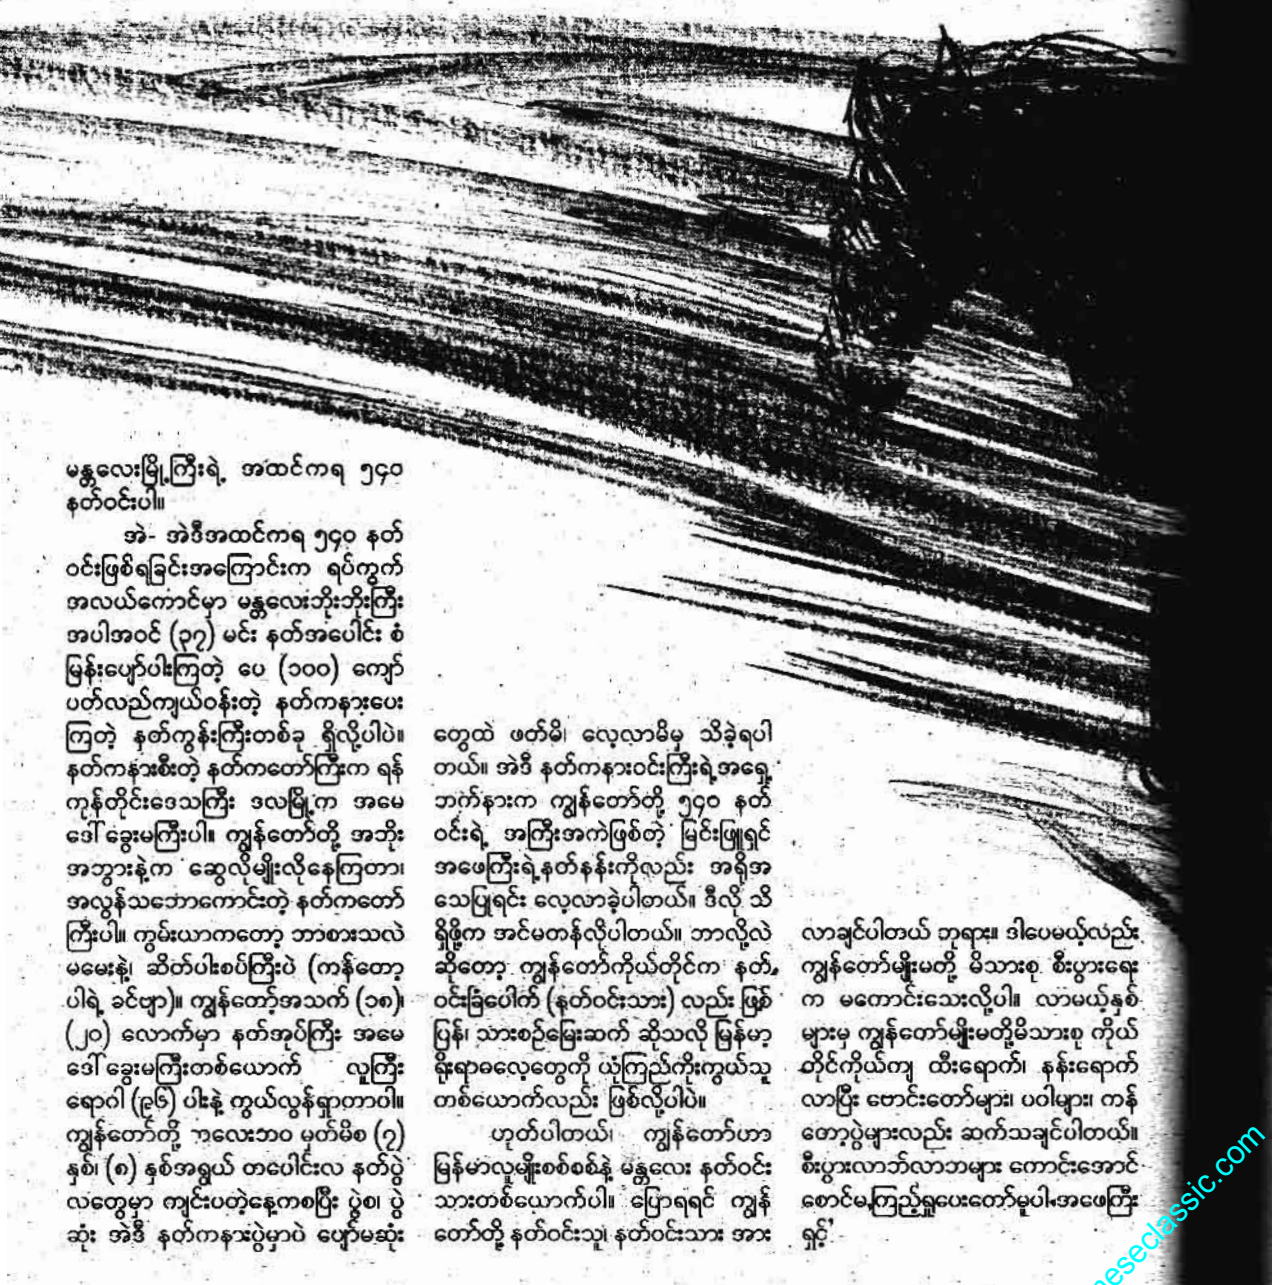 မန္တလေးမြို့ကြီးရဲ့ အထင်ကရ ၅၄၀
နတ်ဝင်းပါ။
အဲ- အဲဒီအထင်ကရ ၅၄၀ နတ်
ဝင်းဖြစ်ရခြင်းအကြောင်းက ရပ်ကွက်
အလယ်ကောင်မှာ မန္တလေးဘိုးဘိုးကြီး
အပါအဝင် (၃၇) မင်း နတ်အပေါင်း စံ
မြန်းပျော်ပါးကြတဲ့ ပေ (၁၀၀) ကျော်
ပတ်လည်ကျယ်ဝန်းတဲ့ နတ်ကနားပေး
ကြတဲ့ နတ်ကွန်းကြီးတစ်ခု ရှိလို့ပါပဲ။
နတ်ကနားစီးတဲ့ နတ်ကတော်ကြီးက ရန်
ကုန်တိုင်းဒေသကြီး ဒလမြို့က အမေ
ဒေါ်ခွေးမကြီးပါ။ ကျွန်တော်တို့ အဘိုး
အဘွားနဲ့က ဆွေလိုမျိုးလိုနေကြတာ၊
အလွန်သဘောကောင်းတဲ့ နတ်ကတော်
ကြီးပါ။ ကွမ်းယာကတော့ ဘာစားသလဲ
မမေးနဲ့၊ ဆိတ်ပါးစပ်ကြီးပဲ (ကန်တော့
ပါရဲ့ ခင်ဗျာ)။ ကျွန်တော့်အသက် (၁၈)၊
(၂၀) လောက်မှာ နတ်အုပ်ကြီး အမေ
ဒေါ်ခွေးမကြီးတစ်ယောက် လူကြီး
ရောဂါ (၉၆) ပါးနဲ့ ကွယ်လွန်ရှာတာပါ။
ကျွန်တော်တို့ ကလေးဘဝ မှတ်မိစ (၇)
နှစ်၊ (၈) နှစ်အရွယ် တပေါင်းလ နတ်ပွဲ
လတွေမှာ ကျင်းပတဲ့နေ့ကစပြီး ပွဲစ၊ ပွဲ
ဆုံး အဲဒီ နတ်ကနားပွဲမှာပဲ ပျော်မဆုံး
တွေထဲ ဖတ်မိ၊ လေ့လာမိမှ သိခဲ့ရပါ
တယ်။ အဲဒီ နတ်ကနားဝင်းကြီးရဲ့အရှေ့
ဘက်နားက ကျွန်တော်တို့ ၅၄၀ နတ်
ဝင်းရဲ့ အကြီးအကဲဖြစ်တဲ့ မြင်းဖြူရှင်
အဖေကြီးရဲ့နတ်နန်းကိုလည်း အရိုအ
သေပြုရင်း လေ့လာခဲ့ပါတယ်။ ဒီလို သိ
ရှိဖို့က အင်မတန်လိုပါတယ်။ ဘာလို့လဲ
ဆိုတော့ ကျွန်တော်ကိုယ်တိုင်က နတ်
ဝင်းခြံပေါက် (နတ်ဝင်းသား) လည်း ဖြစ်
ပြန်၊ သားစဉ်မြေးဆက် ဆိုသလို မြန်မာ့
ရိုးရာဓလေ့တွေကို ယုံကြည်ကိုးကွယ်သူ
တစ်ယောက်လည်း ဖြစ်လို့ပါပဲ။
ဟုတ်ပါတယ်၊ ကျွန်တော်ဟာ
မြန်မာလူမျိုးစစ်စစ်နဲ့ မန္တလေး နတ်ဝင်း
သားတစ်ယောက်ပါ။ ပြောရရင် ကျွန်
တော်တို့ နတ်ဝင်းသူ၊ နတ်ဝင်းသား အား
လာချင်ပါတယ် ဘုရား။ ဒါပေမယ့်လည်း
ကျွန်တော်မျိုးမတို့ မိသားစု စီးပွားရေး
က မကောင်းသေးလို့ပါ။ လာမယ့်နှစ်
များမှ ကျွန်တော်မျိုးမတို့မိသားစု ကိုယ်
တိုင်ကိုယ်ကျ ထီးရောက်၊ နန်းရောက်
လာပြီး ဗောင်းတော်များ၊ ပဝါများ၊ ကန်
တော့ပွဲများလည်း ဆက်သချင်ပါတယ်။
စီးပွားလာဘ်လာဘများ ကောင်းအောင်
စောင်မ,ကြည့်ရှုပေးတော်မူပါ အဖေကြီး
ရှင့်'